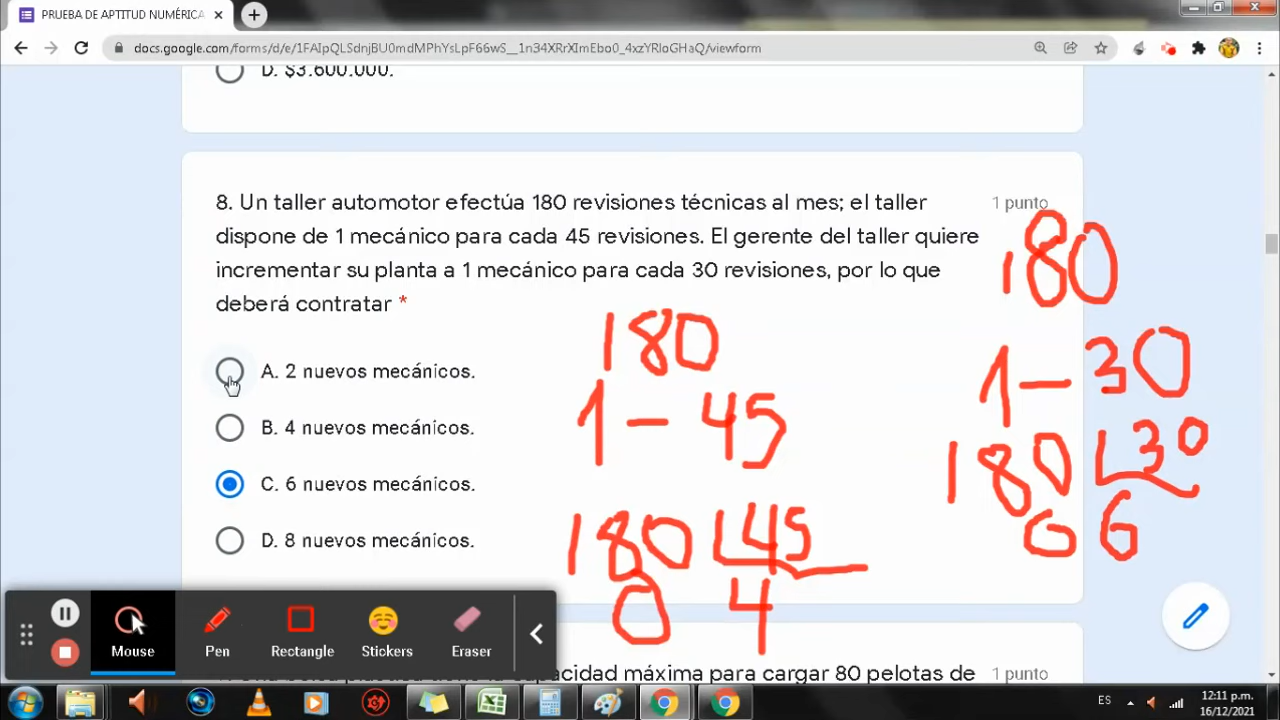 PRUEBA DE APTITUD NUMÉRICA
docs.google.com/forms/d/e/1FAIpQLSdnjBU0mdMPhYsLpF66wS__1n34XRrXImEbo0_4xzYRloGHaQ/viewform
D. $3.600.000.
8. Un taller automotor efectúa 180 revisiones técnicas al mes; el taller
dispone de 1 mecánico para cada 45 revisiones. El gerente del taller quiere
incrementar su planta a 1 mecánico para cada 30 revisiones, por lo que
deberá contratar *
1 punto
A. 2 nuevos mecánicos.
B. 4 nuevos mecánicos.
C. 6 nuevos mecánicos.
D. 8 nuevos mecánicos.
180
1 - 45
180 45
0 4
180
1 - 30
180 30
0 6
Mouse
Pen
Rectangle
Stickers
Eraser
capacidad máxima para cargar 80 pelotas de
1 punto
ES
12:11 p.m.
16/12/2021